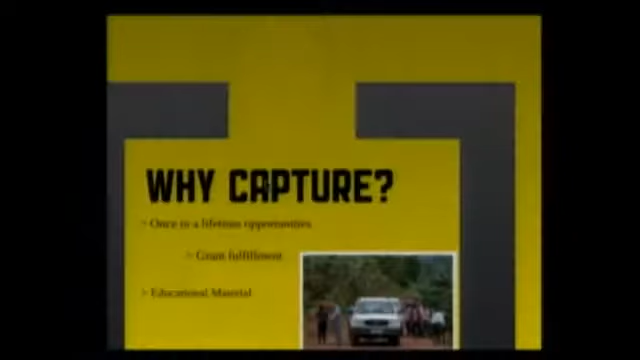 WHY CAPTURE?
> Once in a lifetime opportunities
> Grant fulfillment
> Educational Material